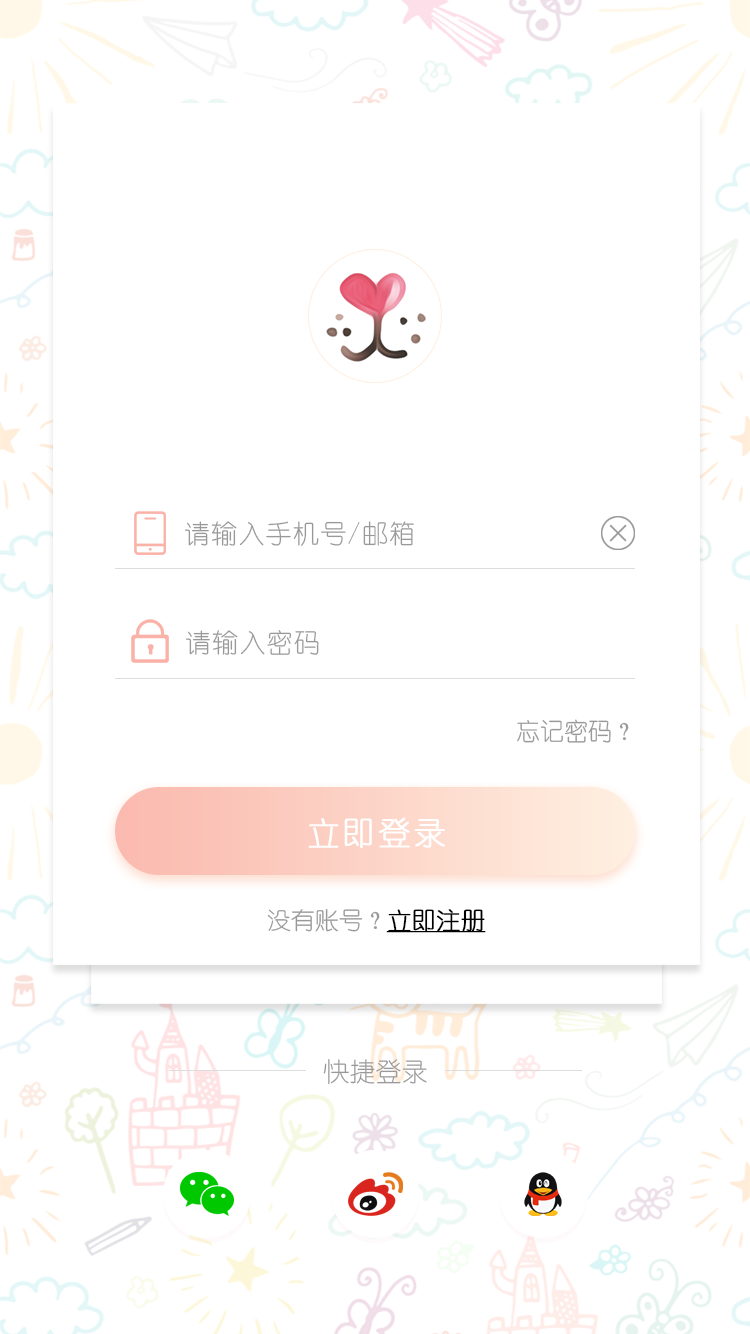 请输入手机号/邮箱
请输入密码
忘记密码？
立即登录
没有账号？立即注册
快捷登录